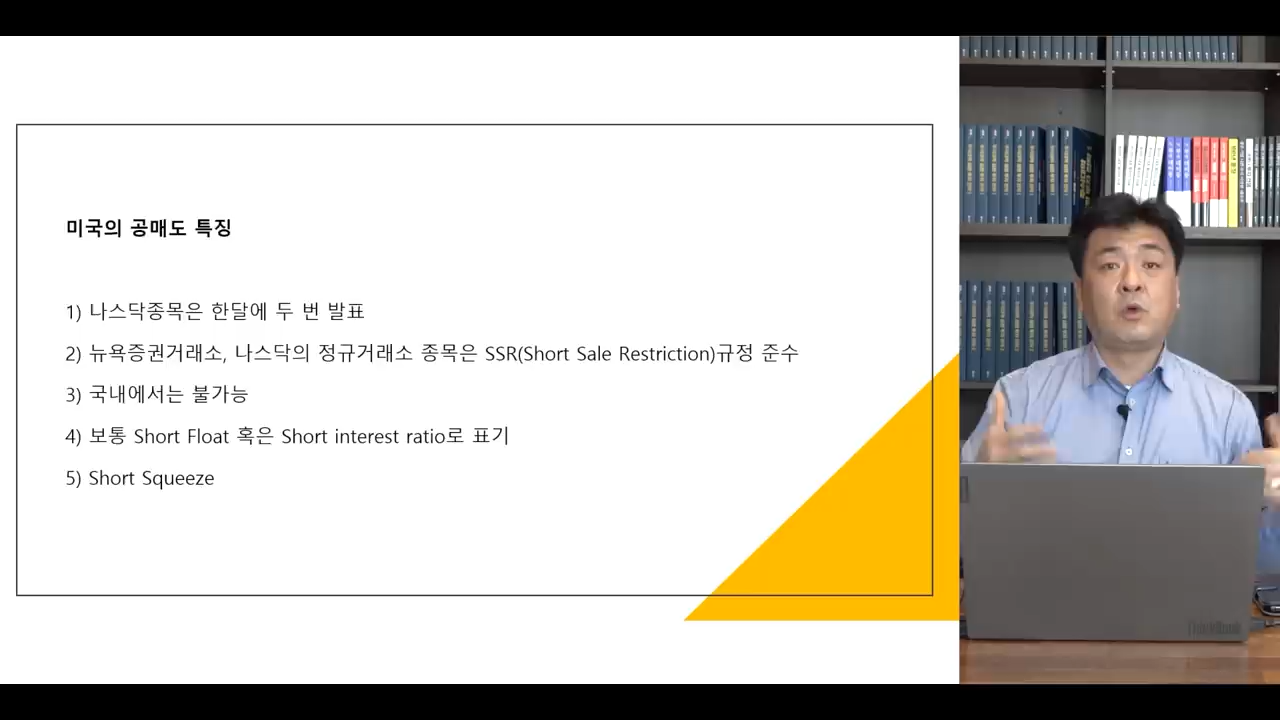 미국의 공매도 특징
1) 나스닥종목은 한달에 두 번 발표
2) 뉴욕증권거래소, 나스닥의 정규거래소 종목은 SSR(Short Sale Restriction)규정 준수
3) 국내에서는 불가능
4) 보통 Short Float 혹은 Short interest ratio로 표기
5) Short Squeeze
ThinkBook